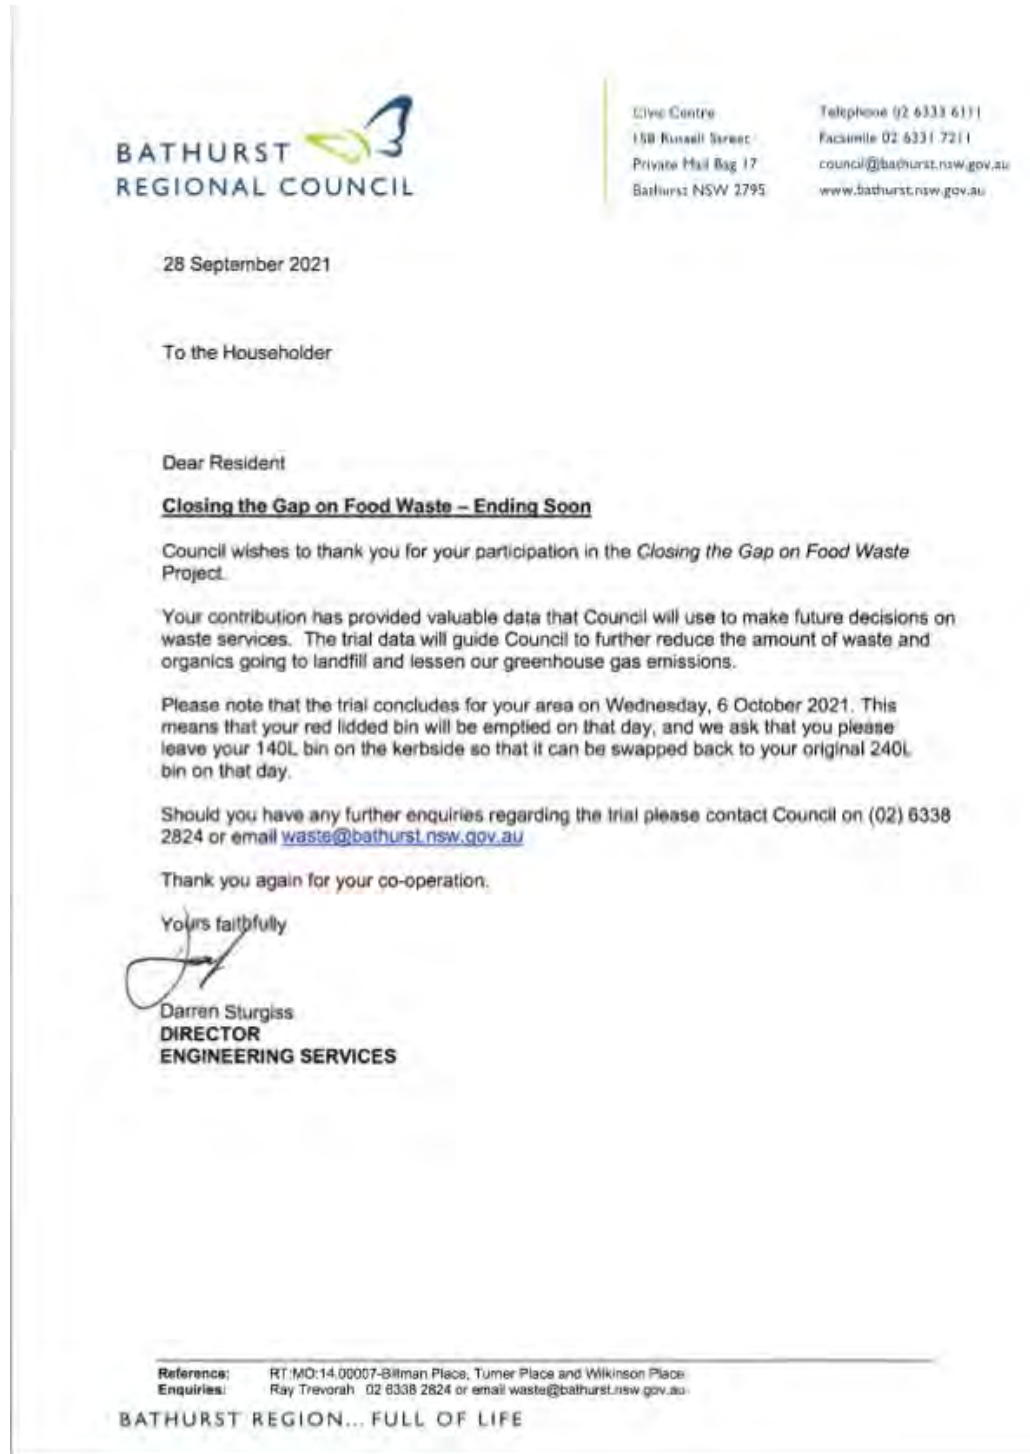 BATHURST
REGIONAL COUNCIL
Civic Centre
158 Russell Street
Private Mail Bag 17
Bathurst NSW 2795
Telephone 02 6333 6111
Facsimile 02 6331 7211
council@bathurst.nsw.gov.au
www.bathurst.nsw.gov.au
28 September 2021
To the Householder
Dear Resident
Closing the Gap on Food Waste – Ending Soon
Council wishes to thank you for your participation in the Closing the Gap on Food Waste
Project.
Your contribution has provided valuable data that Council will use to make future decisions on
waste services. The trial data will guide Council to further reduce the amount of waste and
organics going to landfill and lessen our greenhouse gas emissions.
Please note that the trial concludes for your area on Wednesday, 6 October 2021. This
means that your red lidded bin will be emptied on that day, and we ask that you please
leave your 140L bin on the kerbside so that it can be swapped back to your original 240L
bin on that day.
Should you have any further enquiries regarding the trial please contact Council on (02) 6338
2824 or email waste@bathurst.nsw.gov.au
Thank you again for your co-operation.
Yours faithfully
Darren Sturgiss
DIRECTOR
ENGINEERING SERVICES
Reference: RT:MO:14.00007-Billman Place, Turner Place and Wilkinson Place
Enquiries: Ray Trevorah 02 6338 2824 or email waste@bathurst.nsw.gov.au
BATHURST REGION... FULL OF LIFE